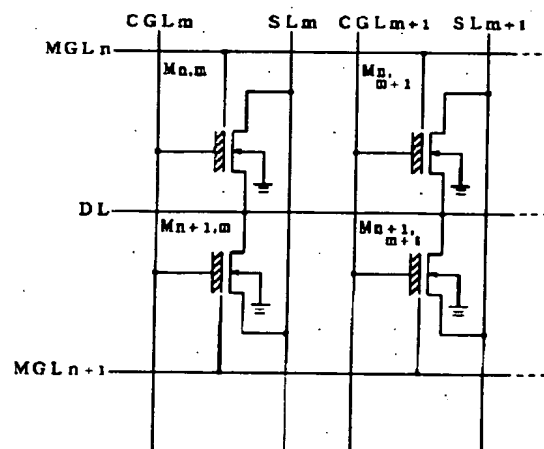 CGLm SLm CGLm+1 SLm+1
MGLn
Mn,m Mn,
m+1
DL
Mn+1,m Mn+1,
m+1
MGLn+1